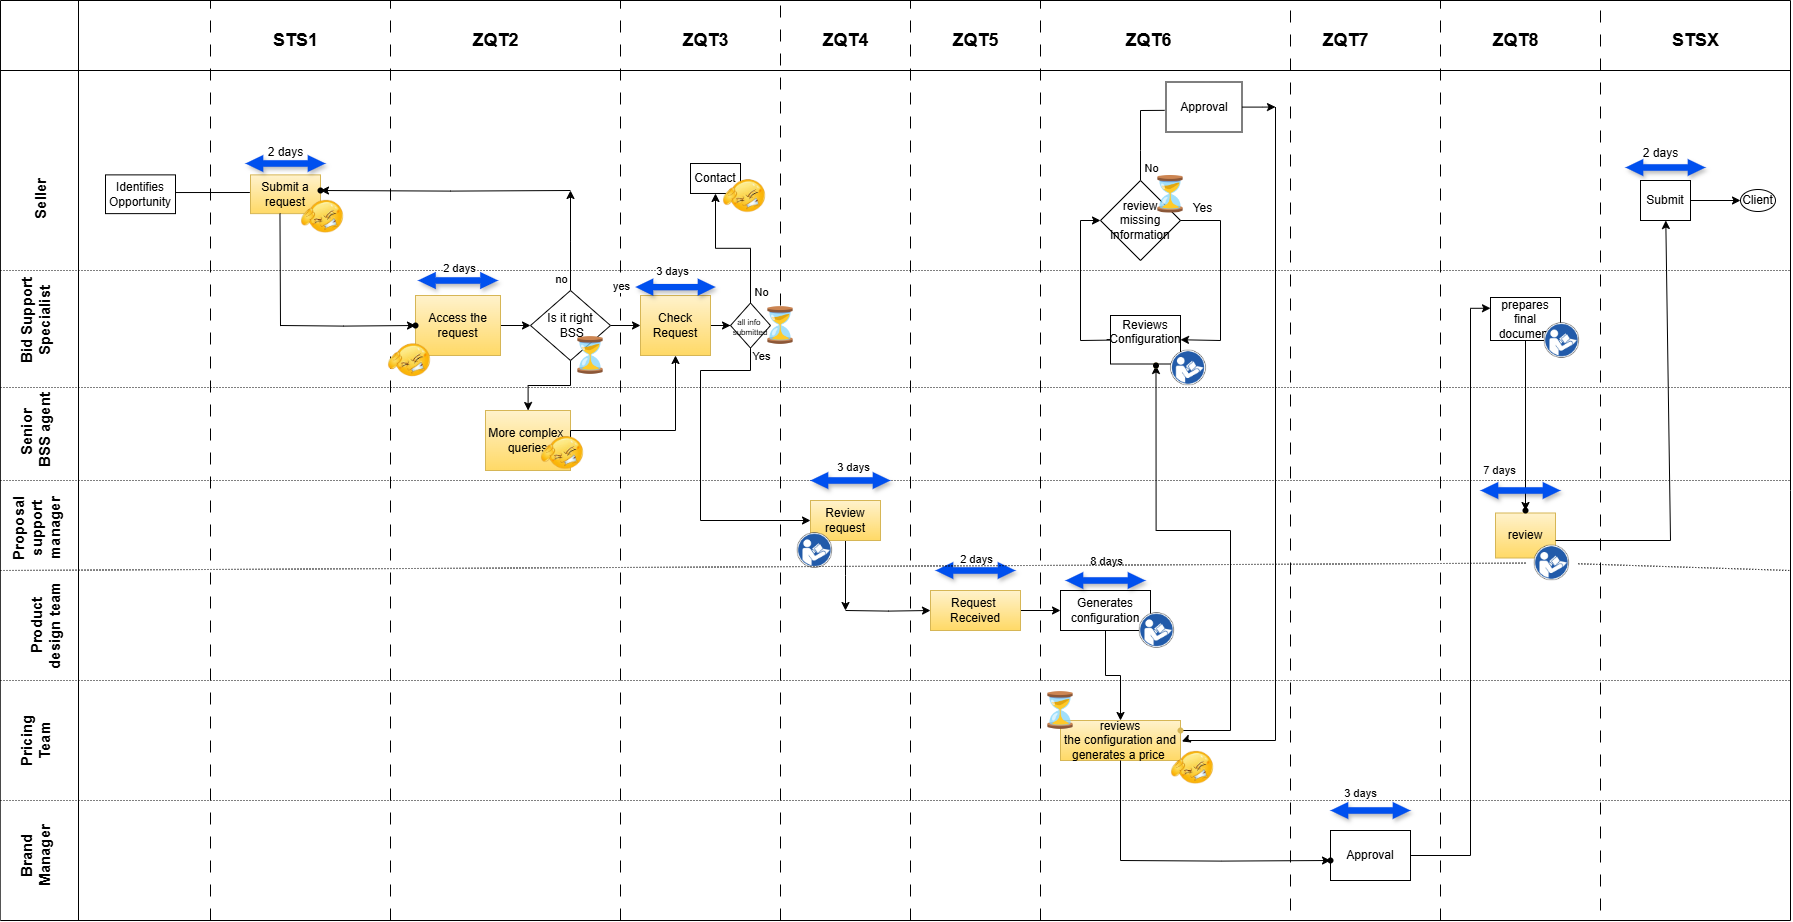 STS1
ZQT2
ZQT3
ZQT4
ZQT5
ZQT6
ZQT7
ZQT8
STSX
Seller
Identifies
Opportunity
2 days
Submit a
request
Contact
Approval
No
review
missing
information
Yes
2 days
Submit
Client
Bid Support
Specialist
2 days
Access the
request
no
Is it right
BSS
yes
3 days
Check
Request
No
all info
submitted
Yes
Reviews
Configuration
prepares
final
document
Senior
BSS agent
More complex
queries
Proposal
support
manager
3 days
Review
request
7 days
review
Product
design team
2 days
Request
Received
8 days
Generates
configuration
Pricing
Team
reviews
the configuration and
generates a price
Brand
Manager
3 days
Approval